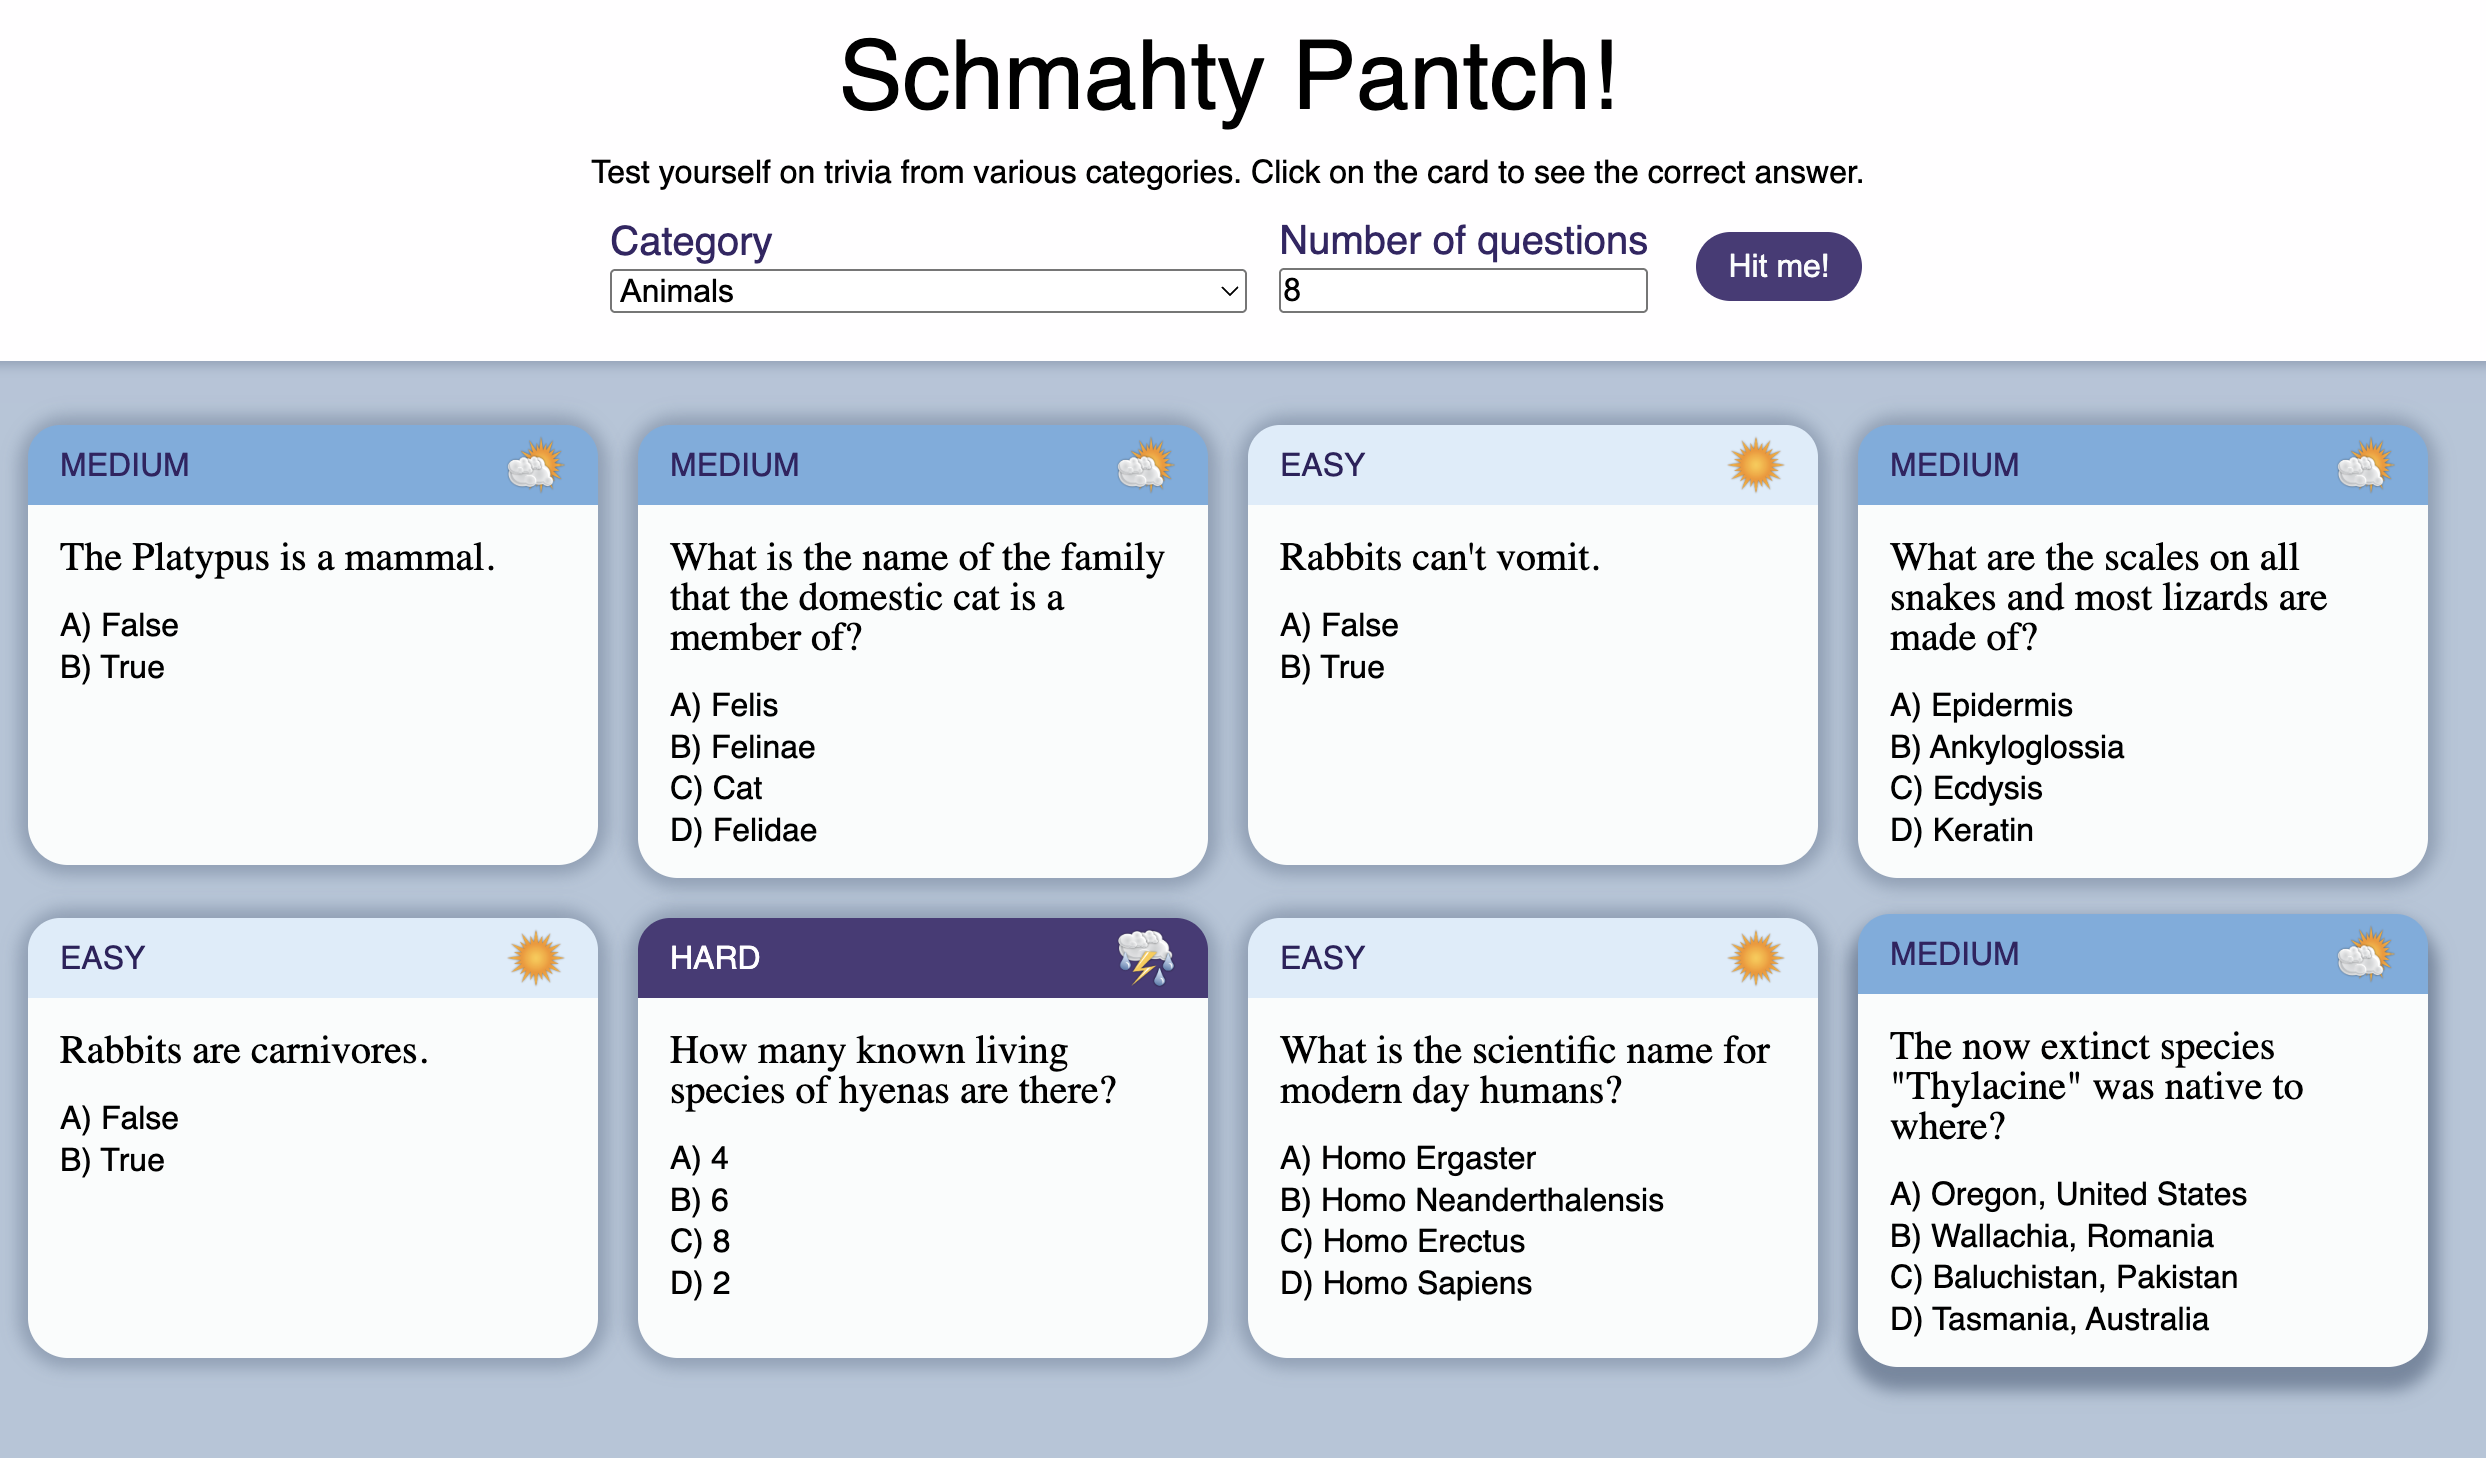 Schmahty Pantch!
Test yourself on trivia from various categories. Click on the card to see the correct answer.
Category
Animals
Number of questions
8
Hit me!
MEDIUM
The Platypus is a mammal.
A) False
B) True
MEDIUM
What is the name of the family
that the domestic cat is a
member of?
A) Felis
B) Felinae
C) Cat
D) Felidae
EASY
Rabbits can't vomit.
A) False
B) True
MEDIUM
What are the scales on all
snakes and most lizards are
made of?
A) Epidermis
B) Ankyloglossia
C) Ecdysis
D) Keratin
EASY
Rabbits are carnivores.
A) False
B) True
HARD
How many known living
species of hyenas are there?
A) 4
B) 6
C) 8
D) 2
EASY
What is the scientific name for
modern day humans?
A) Homo Ergaster
B) Homo Neanderthalensis
C) Homo Erectus
D) Homo Sapiens
MEDIUM
The now extinct species
"Thylacine" was native to
where?
A) Oregon, United States
B) Wallachia, Romania
C) Baluchistan, Pakistan
D) Tasmania, Australia